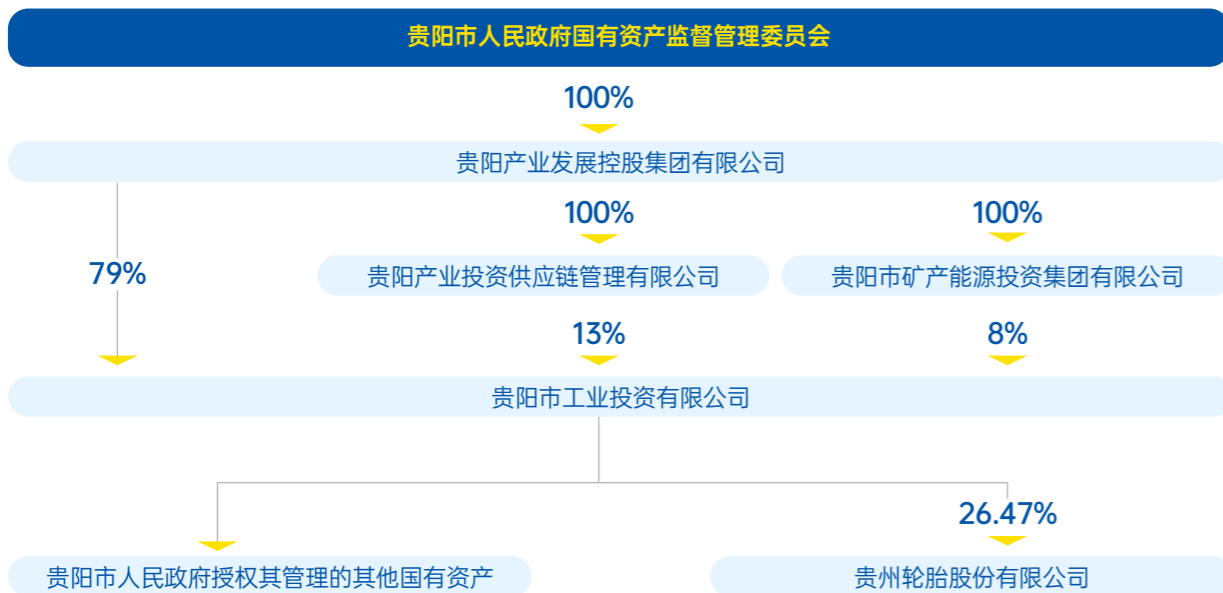 贵阳市人民政府国有资产监督管理委员会
100%
贵阳产业发展控股集团有限公司
100%
100%
79%
贵阳产业投资供应链管理有限公司
贵阳市矿产能源投资集团有限公司
13%
8%
贵阳市工业投资有限公司
26.47%
贵阳市人民政府授权其管理的其他国有资产
贵州轮胎股份有限公司